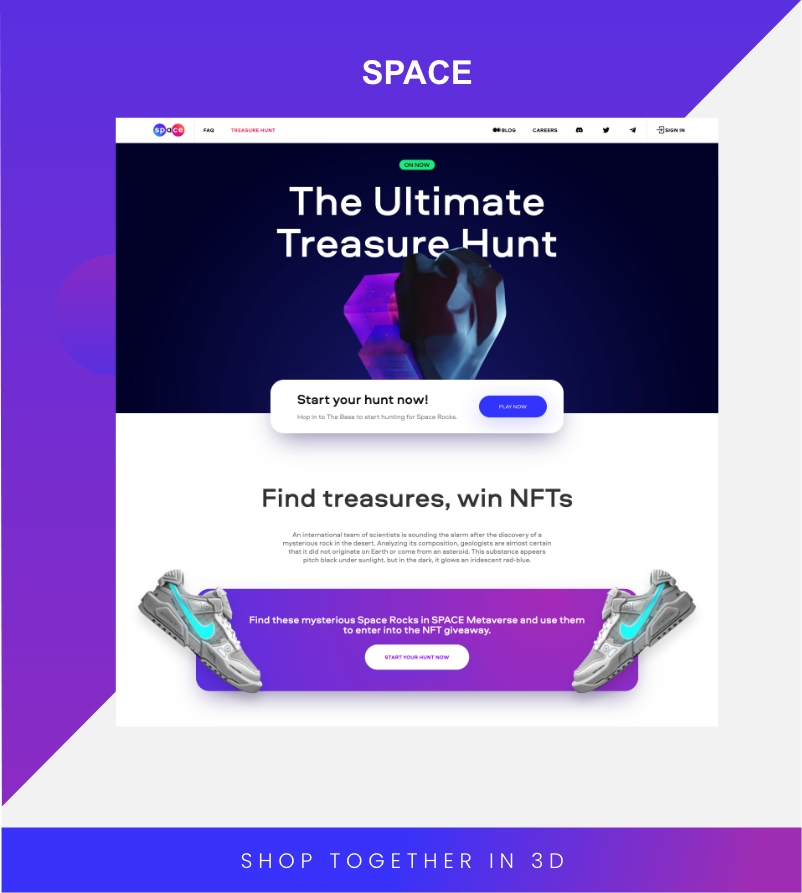 SPACE
space
FAQ
TREASURE HUNT
BLOG
CAREERS
SIGN IN
ON NOW
The Ultimate
Treasure Hunt
Start your hunt now!
Hop in to The Base to start hunting for Space Rocks.
PLAY NOW
Find treasures, win NFTs
An international team of scientists is sounding the alarm after the discovery of a
mysterious rock in the desert. Analyzing its composition, geologists are almost certain
that it did not originate on Earth or come from an asteroid. This substance appears
pitch black under sunlight, but in the dark, it glows an iridescent red-blue.
Find these mysterious Space Rocks in SPACE Metaverse and use them
to enter into the NFT giveaway.
START YOUR HUNT NOW
SHOP TOGETHER IN 3D